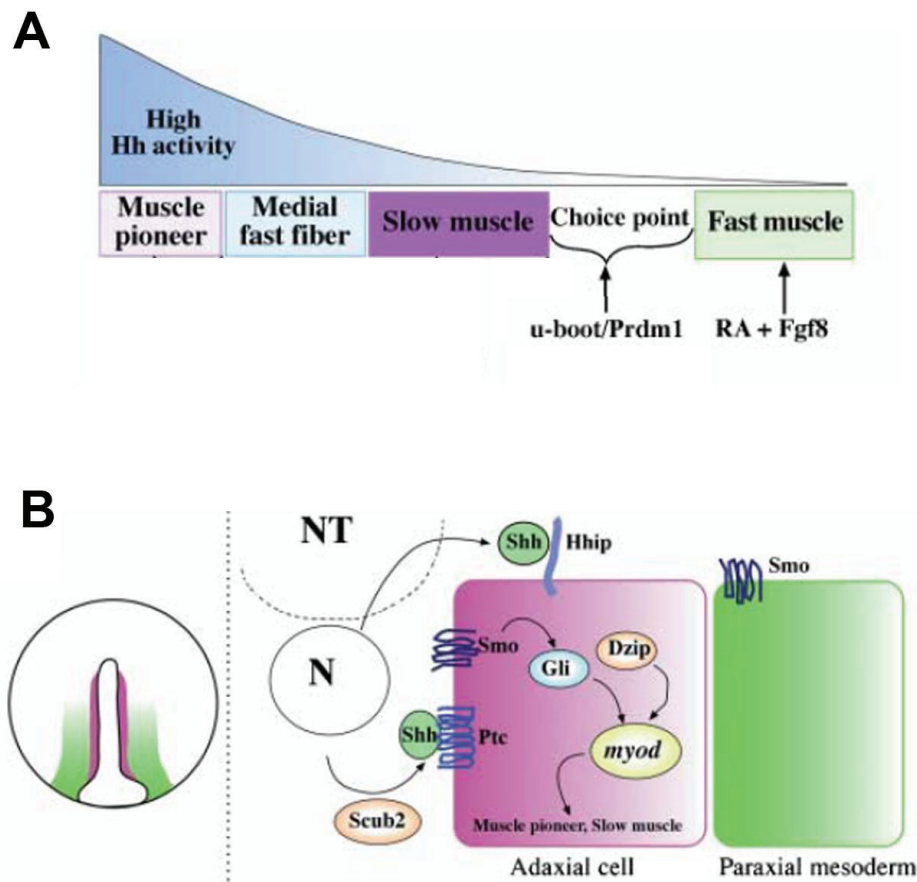 A
High
Hh activity
Muscle
pioneer
Medial
fast fiber
Slow muscle
Choice point
Fast muscle
u-boot/Prdm1
RA + Fgf8
B
NT
Shh
Hhip
Smo
N
Smo
Gli
Dzip
Shh
Ptc
myod
Scub2
Muscle pioneer, Slow muscle
Adaxial cell
Paraxial mesoderm